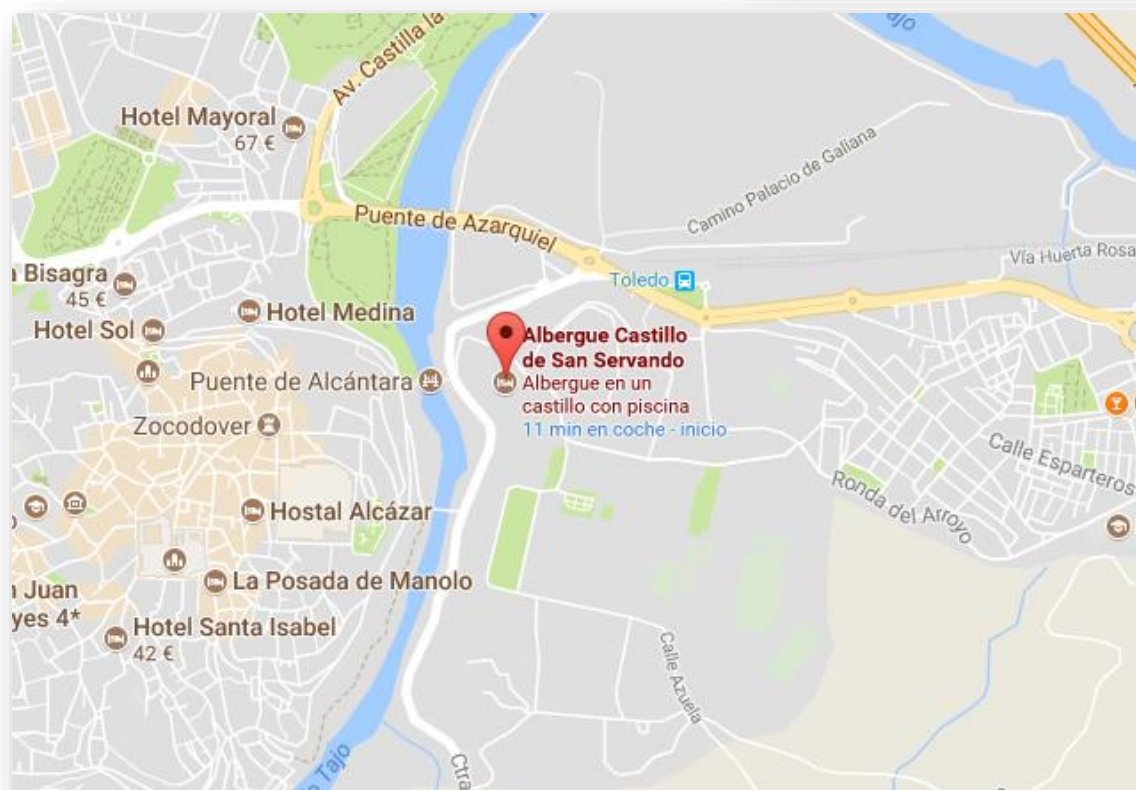 Tajo
Av. Castilla la
Hotel Mayoral
67 €
Camino Palacio de Galiana
Puente de Azarquiel
Vía Huerta Rosa
Bisagra
45 €
Toledo
Hotel Medina
Hotel Sol
Albergue Castillo
de San Servando
Albergue en un
castillo con piscina
11 min en coche - inicio
Puente de Alcántara
Zocodover
Calle Esparteros
Ronda del Arroyo
Hostal Alcázar
La Posada de Manolo
Juan
yes 4*
Hotel Santa Isabel
42 €
Calle Azuela
Tajo
Ctra